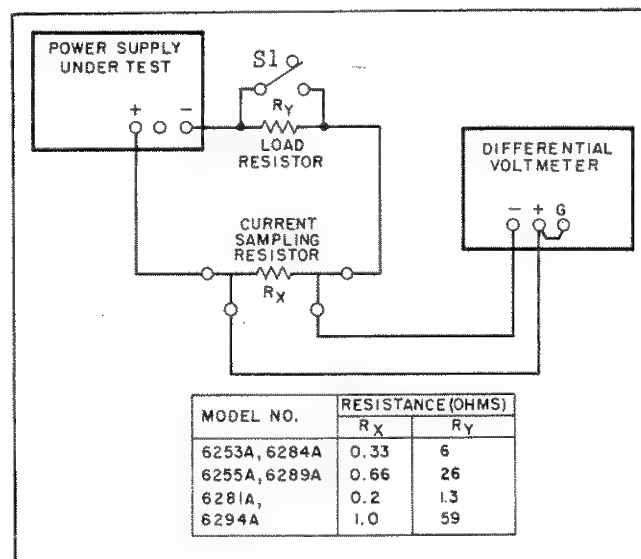 POWER SUPPLY
UNDER TEST
+ -
S1
RY
LOAD
RESISTOR
DIFFERENTIAL
VOLTMETER
- + G
CURRENT
SAMPLING
RESISTOR
RX
MODEL NO.
RESISTANCE (OHMS)
RX RY
6253A, 6284A 0.33 6
6255A, 6289A 0.66 26
6281A, 0.2 1.3
6294A 1.0 59